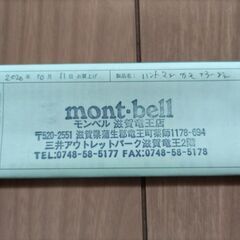 2020年 10月 11日お買上げ 製品名:
mont·bell
モンベル 滋賀竜王店
〒520-2551 滋賀県蒲生郡竜王町薬師1178-694
三井アウトレットパーク滋賀竜王2階
TEL:0748-58-5177 FAX:0748-58-5178